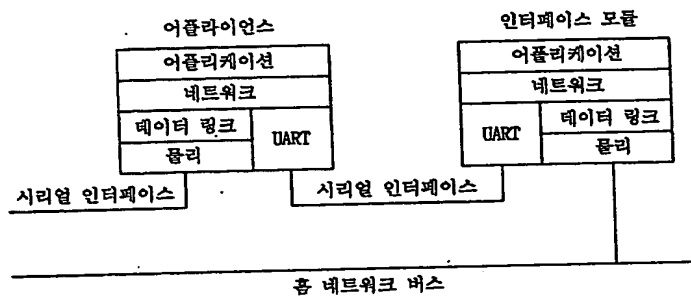 어플라이언스
어플리케이션
네트워크
데이터 링크
물리
UART
시리얼 인터페이스
시리얼 인터페이스
인터페이스 모듈
어플리케이션
네트워크
UART
데이터 링크
물리
홈 네트워크 버스